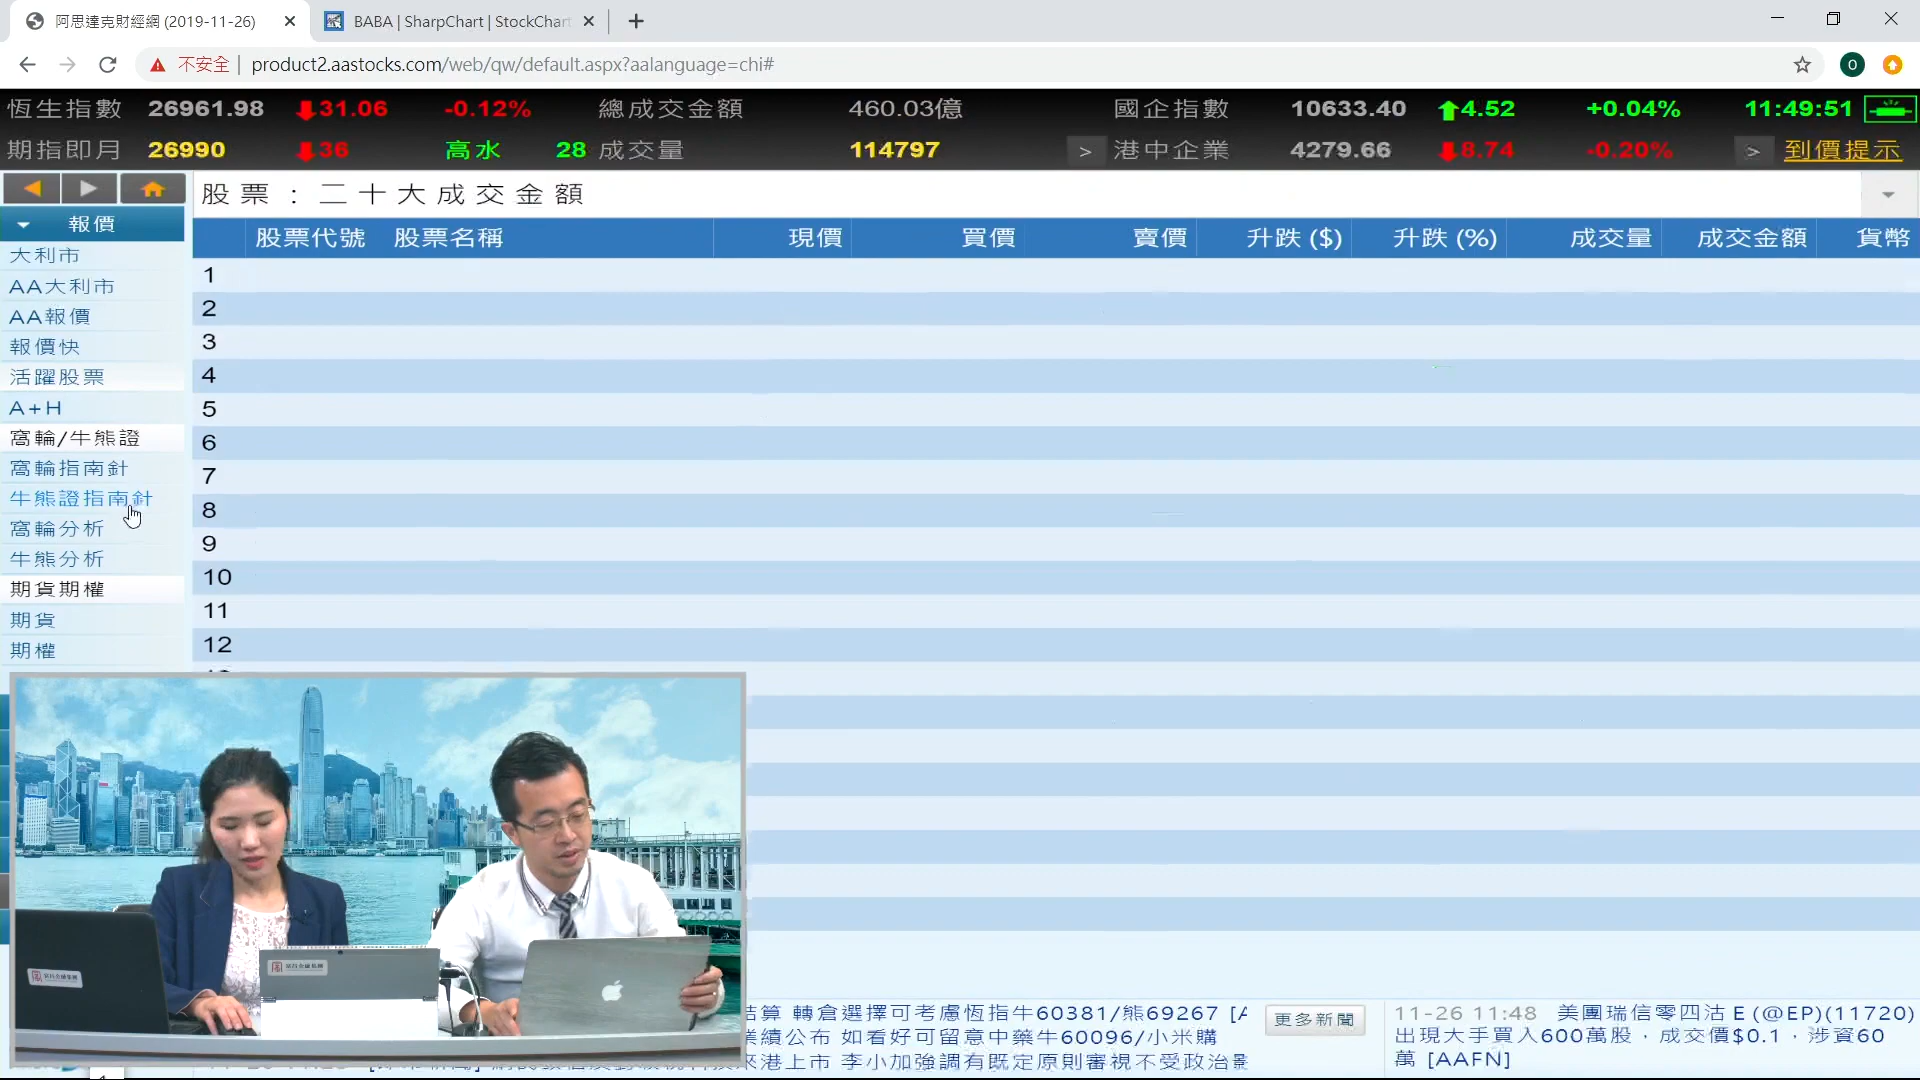 阿思達克財經網 (2019-11-26)
BABA | SharpChart | StockChart
不安全 | product2.aastocks.com/web/qw/default.aspx?aalanguage=chi#
恆生指數 26961.98 31.06 -0.12% 總成交金額 460.03億 國企指數 10633.40 4.52 +0.04% 11:49:51
期指即月 26990 36 高水 28 成交量 114797 > 港中企業 4279.66 8.74 -0.20% > 到價提示
股票：二十大成交金額
報價
股票代號 股票名稱 現價 買價 賣價 升跌 ($) 升跌 (%) 成交量 成交金額 貨幣
大利市
AA大利市
AA報價
報價快
活躍股票
A+H
窩輪/牛熊證
窩輪指南針
牛熊證指南針
窩輪分析
牛熊分析
期貨期權
期貨
期權
1
2
3
4
5
6
7
8
9
10
11
12
結算 轉倉選擇可考慮恆指牛60381/熊69267 [A
業績公布 如看好可留意中藥牛60096/小米購
來港上市 李小加強調有既定原則審視不受政治影
更多新聞
11-26 11:48 美團瑞信零四沽E(@EP)(11720)
出現大手買入600萬股，成交價$0.1，涉資60
萬 [AAFN]